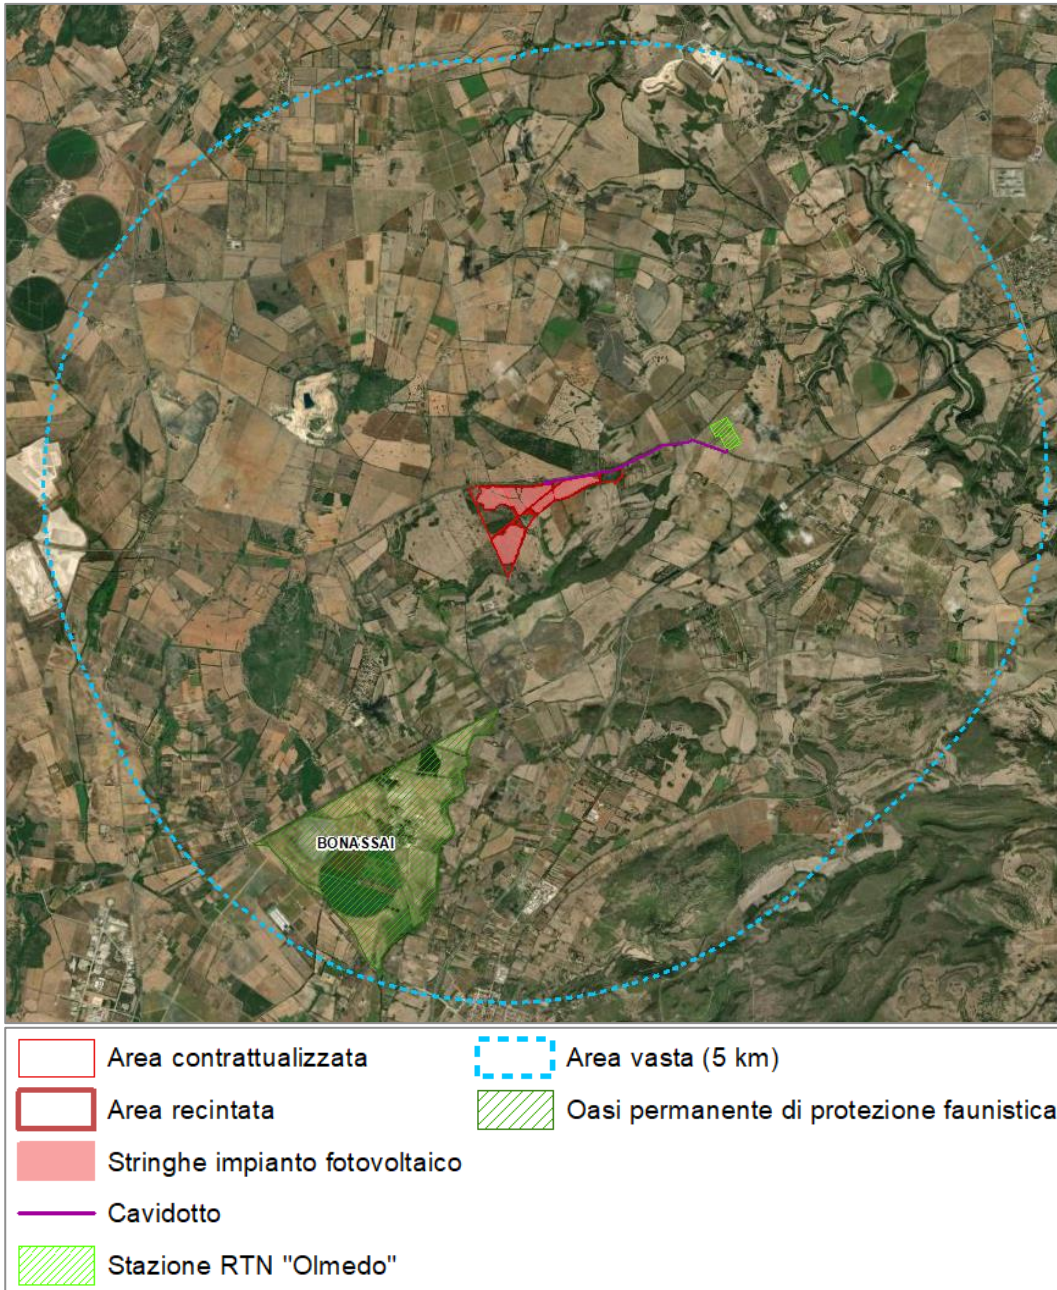 BONASSAI
Area contrattualizzata
Area vasta (5 km)
Area recintata
Oasi permanente di protezione faunistica
Stringhe impianto fotovoltaico
Cavidotto
Stazione RTN "Olmedo"